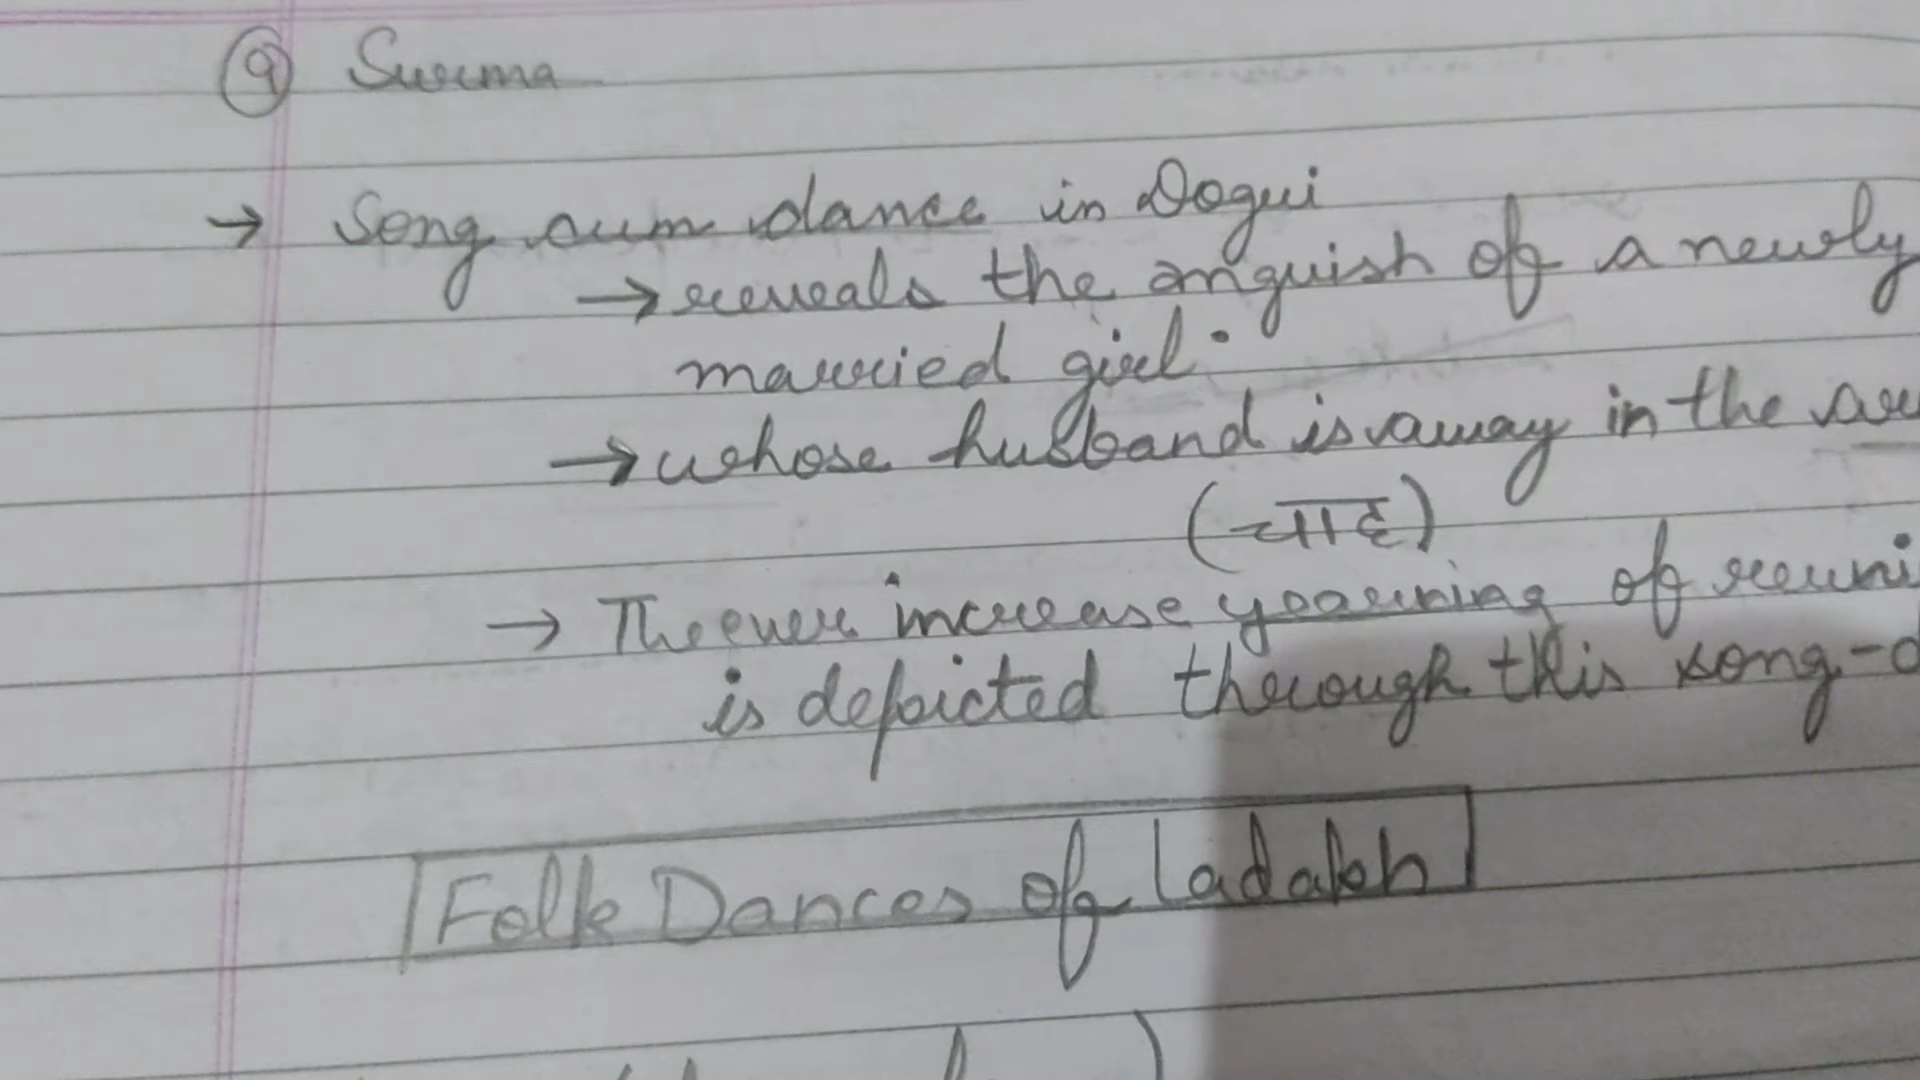 ⑨ Surma
→ Song cum dance in Dogri
→ reveals the anguish of a newly
married girl.
→ whose husband is away in the
(याद)
→ The ever increase yearning of reuni
is depicted through this song-d
Folk Dances of Ladakh